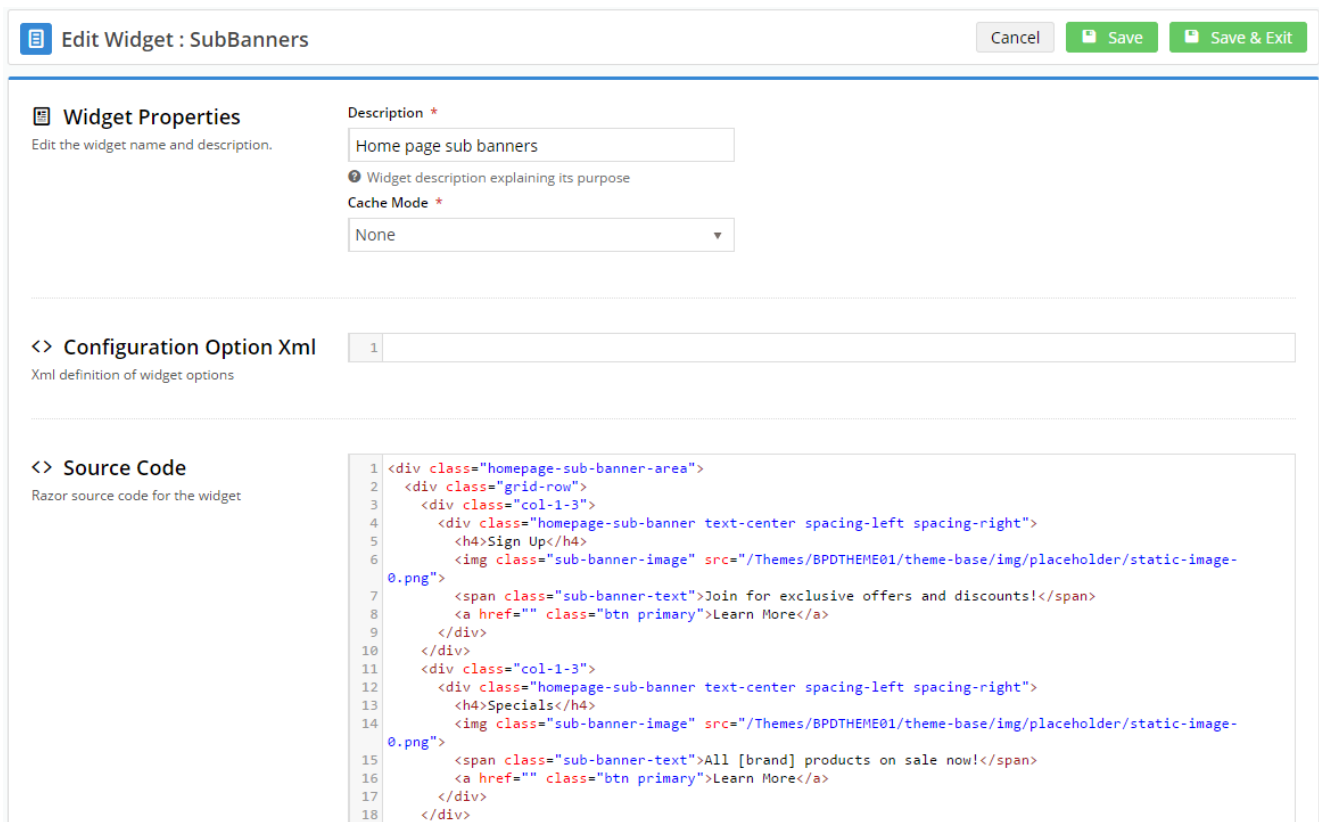 Edit Widget : SubBanners
Cancel
Save
Save & Exit
Widget Properties
Edit the widget name and description.
Description *
Home page sub banners
Widget description explaining its purpose
Cache Mode *
None
Configuration Option Xml
Xml definition of widget options
1
Source Code
Razor source code for the widget
1 <div class="homepage-sub-banner-area">
2   <div class="grid-row">
3     <div class="col-1-3">
4       <div class="homepage-sub-banner text-center spacing-left spacing-right">
5         <h4>Sign Up</h4>
6         <img class="sub-banner-image" src="/Themes/BPDTHEME01/theme-base/img/placeholder/static-image-
0.png">
7         <span class="sub-banner-text">Join for exclusive offers and discounts!</span>
8         <a href="" class="btn primary">Learn More</a>
9       </div>
10     </div>
11     <div class="col-1-3">
12       <div class="homepage-sub-banner text-center spacing-left spacing-right">
13         <h4>Specials</h4>
14         <img class="sub-banner-image" src="/Themes/BPDTHEME01/theme-base/img/placeholder/static-image-
0.png">
15         <span class="sub-banner-text">All [brand] products on sale now!</span>
16         <a href="" class="btn primary">Learn More</a>
17       </div>
18     </div>